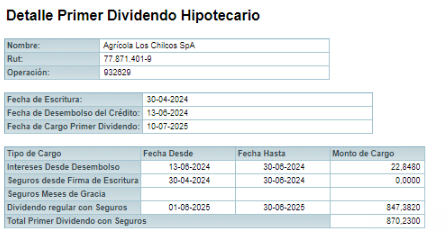 Detalle Primer Dividendo Hipotecario
Nombre: Agrícola Los Chilcos SpA
Rut: 77.871.401-9
Operación: 932829
Fecha de Escritura: 30-04-2024
Fecha de Desembolso del Crédito: 13-06-2024
Fecha de Cargo Primer Dividendo: 10-07-2025
Tipo de Cargo Fecha Desde Fecha Hasta Monto de Cargo
Intereses Desde Desembolso 13-06-2024 30-06-2024 22,8480
Seguros desde Firma de Escritura 30-04-2024 30-06-2024 0,0000
Seguros Meses de Gracia
Dividendo regular con Seguros 01-06-2025 30-06-2025 847,3820
Total Primer Dividendo con Seguros 870,2300